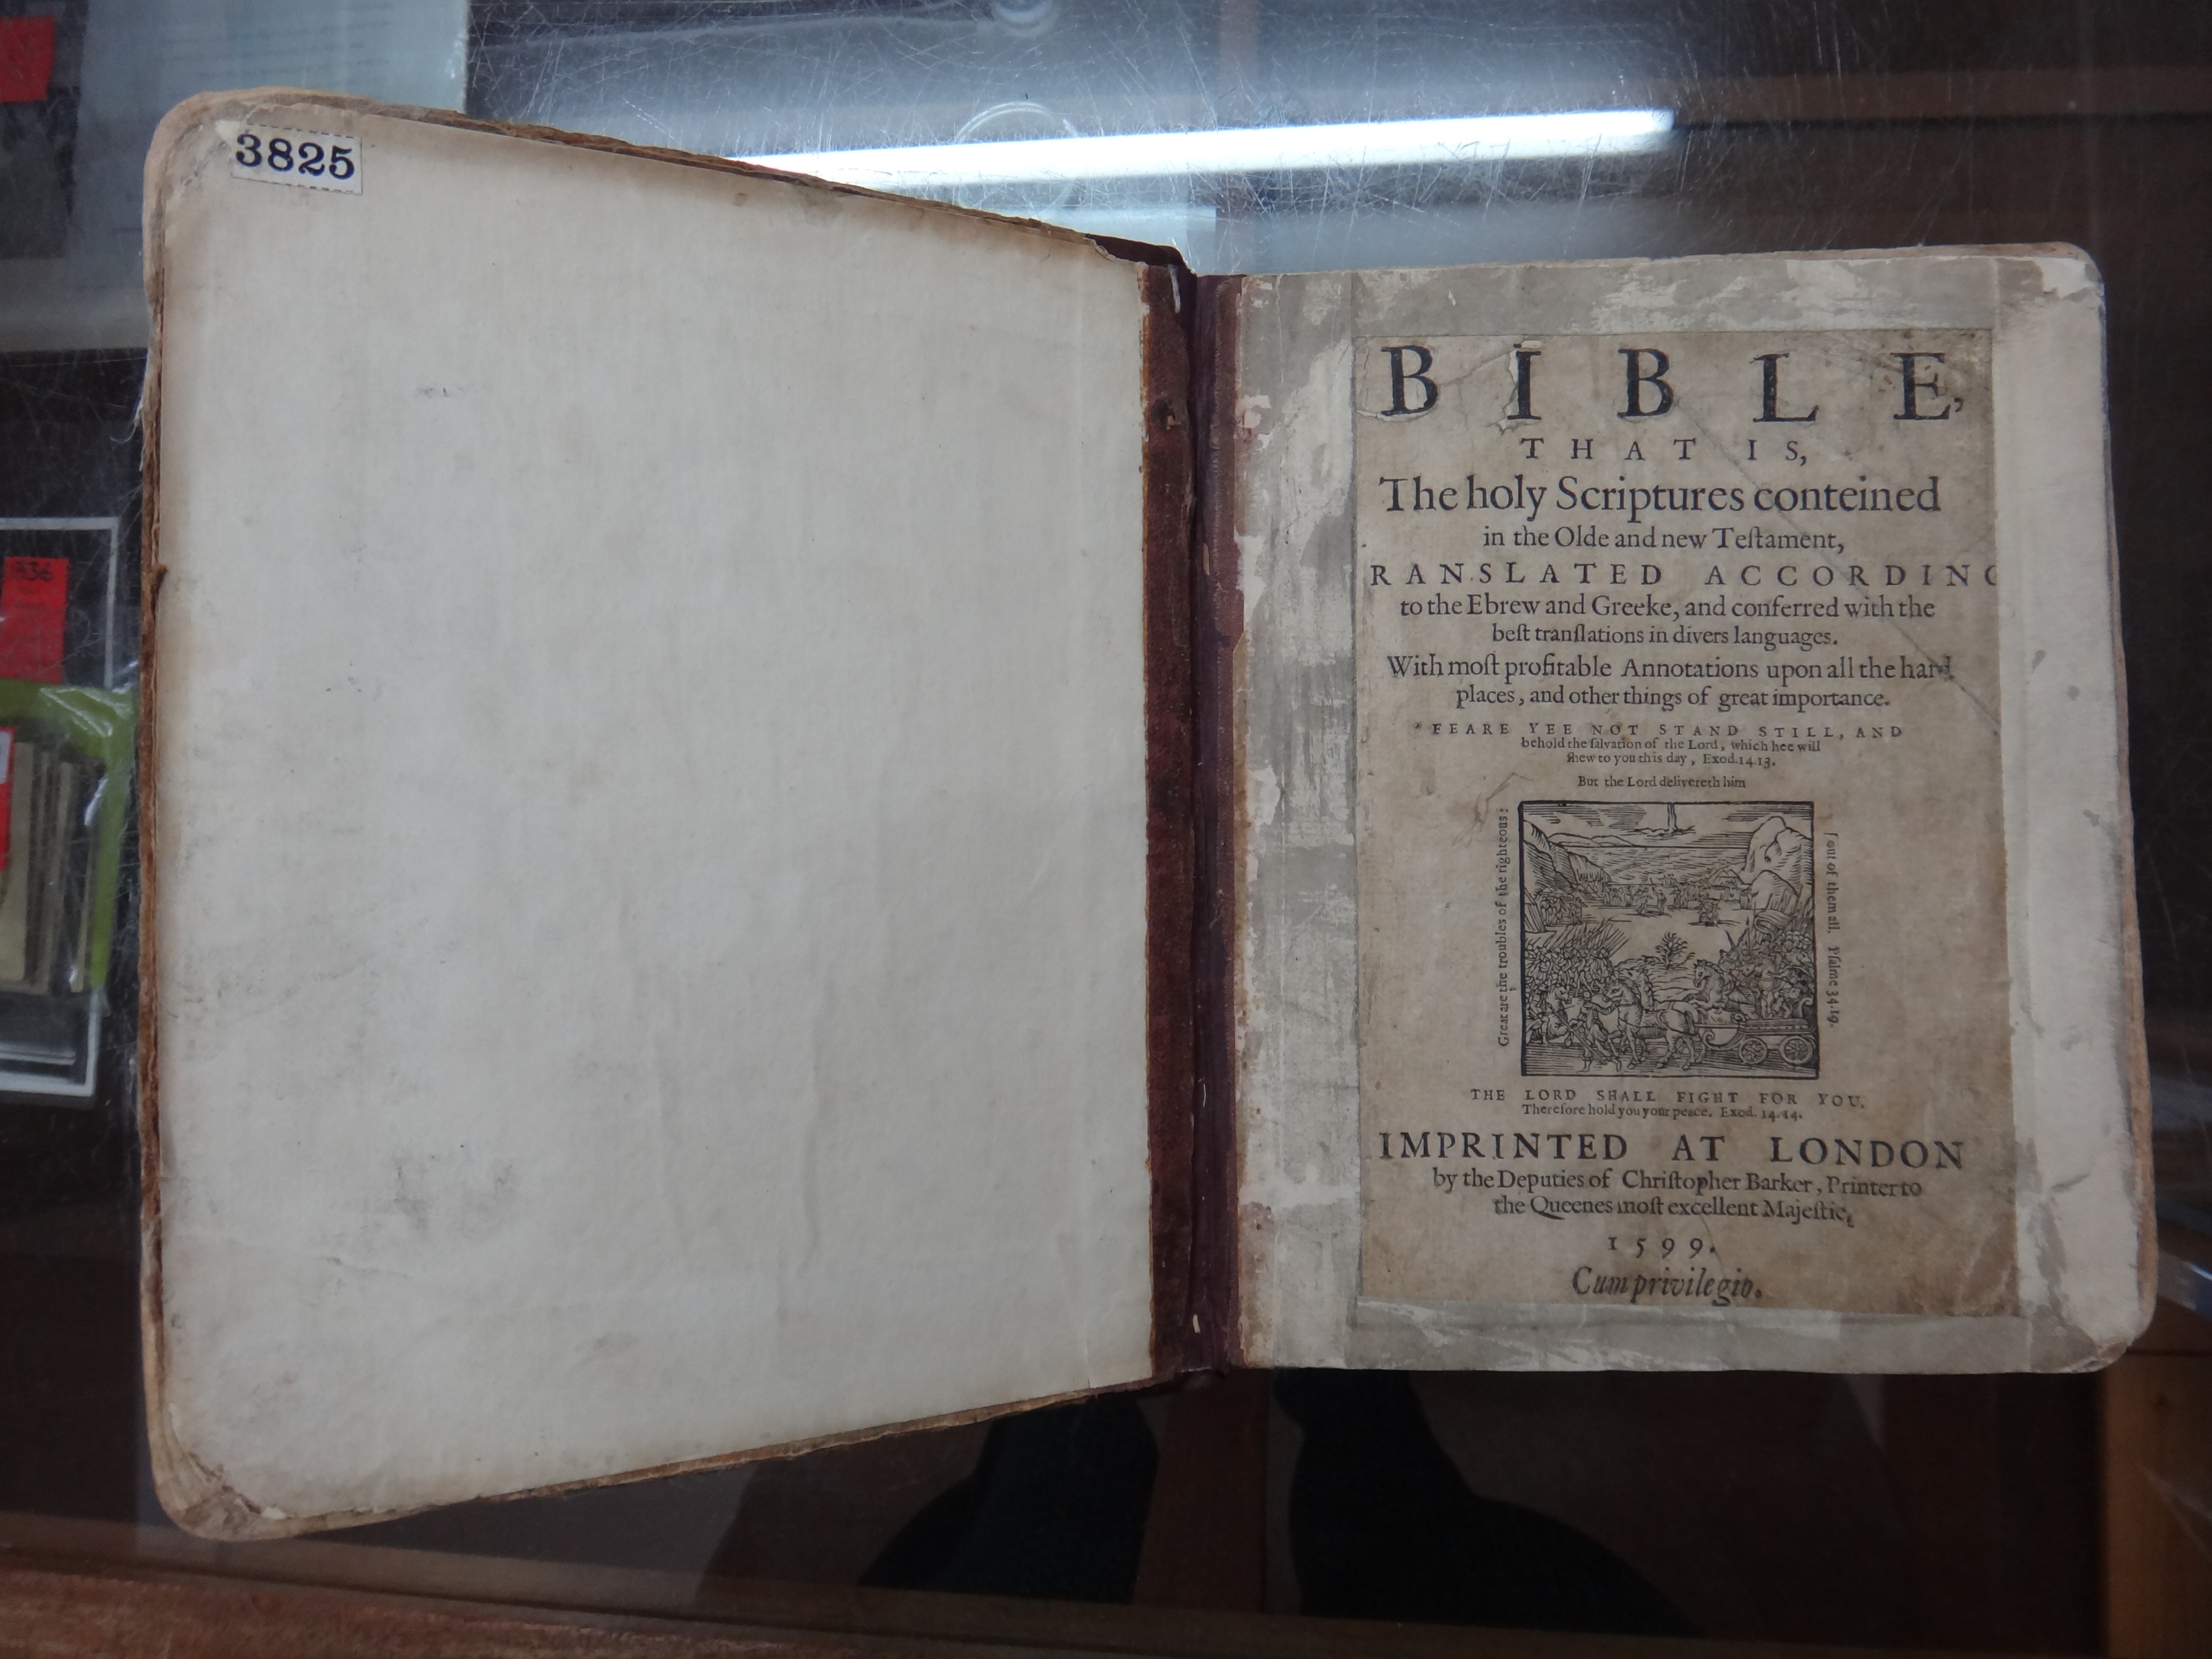 3825
BIBLE,
THAT IS,
The holy Scriptures conteined
in the Olde and new Teſtament,
RANSLATED ACCORDING
to the Ebrew and Greeke, and conferred with the
beſt tranſlations in divers languages.
With moſt profitable Annotations upon all the hard
places, and other things of great importance.
FEARE YEE NOT STAND STILL, AND
behold the ſalvation of the Lord, which hee will
ſhew to you this day, Exod.14.13.
But the Lord delivereth him
Great are the troubles of the righteous:
out of them all. Pſalme 34.19.
THE LORD SHALL FIGHT FOR YOU.
Therefore hold you your peace. Exod. 14.14.
IMPRINTED AT LONDON
by the Deputies of Chriſtopher Barker, Printer to
the Queenes moſt excellent Majeſtie,
1599.
Cum privilegio.